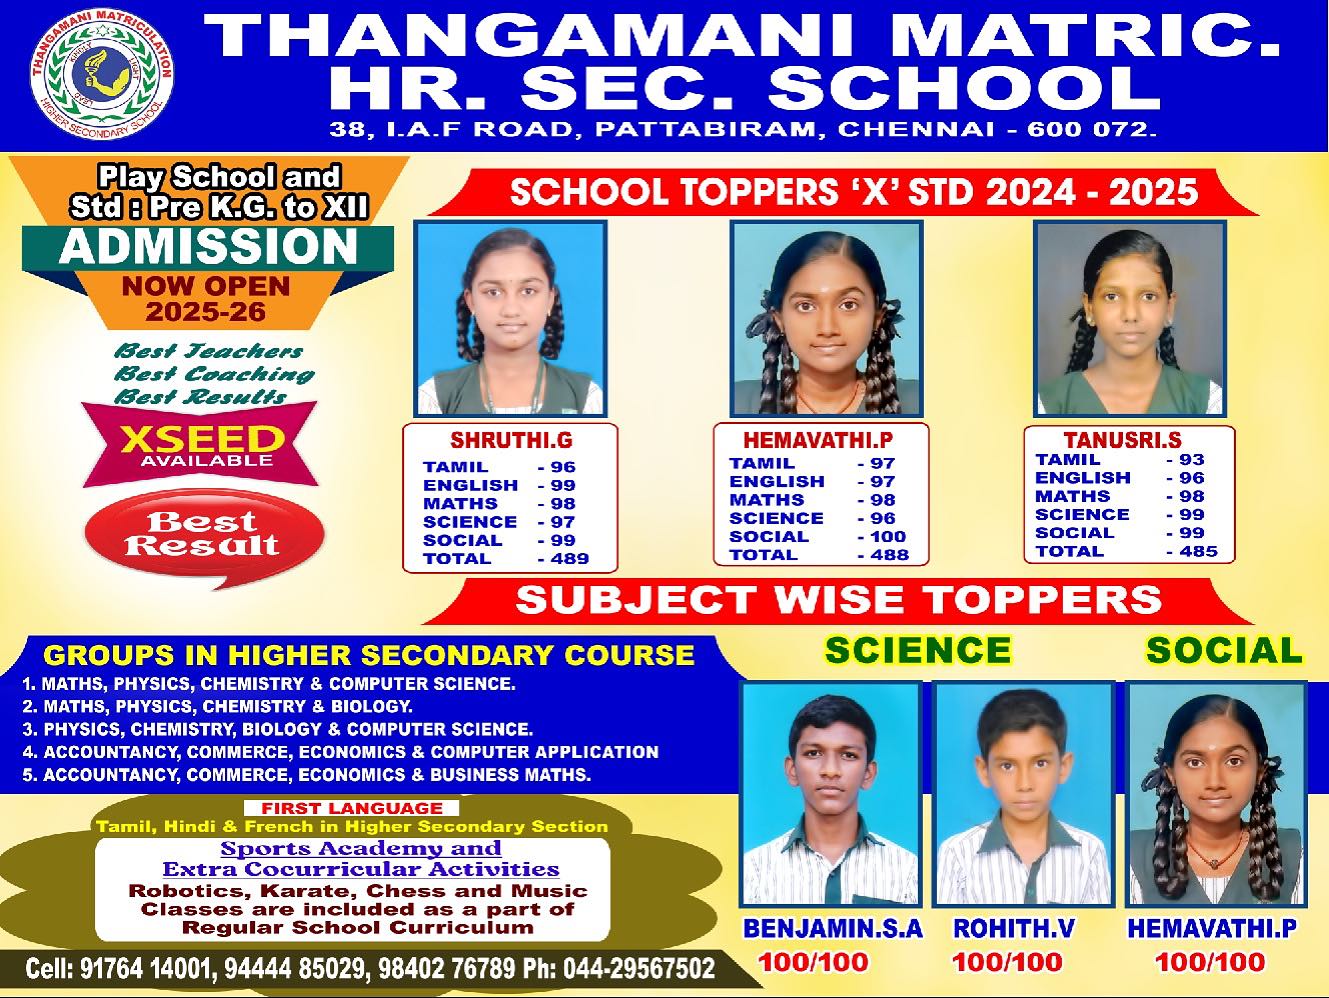 THANGAMANI MATRICULATION
HIGHER SECONDARY SCHOOL
KINDLY
LIGHT
LEAD
THANGAMANI MATRIC.
HR. SEC. SCHOOL
38, I.A.F ROAD, PATTABIRAM, CHENNAI - 600 072.
Play School and
Std : Pre K.G. to XII
ADMISSION
NOW OPEN
2025-26
Best Teachers
Best Coaching
Best Results
XSEED
AVAILABLE
Best
Result
SCHOOL TOPPERS ‘X’ STD 2024 - 2025
SHRUTHI.G
TAMIL - 96
ENGLISH - 99
MATHS - 98
SCIENCE - 97
SOCIAL - 99
TOTAL - 489
HEMAVATHI.P
TAMIL - 97
ENGLISH - 97
MATHS - 98
SCIENCE - 96
SOCIAL - 100
TOTAL - 488
TANUSRI.S
TAMIL - 93
ENGLISH - 96
MATHS - 98
SCIENCE - 99
SOCIAL - 99
TOTAL - 485
SUBJECT WISE TOPPERS
SCIENCE
SOCIAL
BENJAMIN.S.A
100/100
ROHITH.V
100/100
HEMAVATHI.P
100/100
GROUPS IN HIGHER SECONDARY COURSE
1. MATHS, PHYSICS, CHEMISTRY & COMPUTER SCIENCE.
2. MATHS, PHYSICS, CHEMISTRY & BIOLOGY.
3. PHYSICS, CHEMISTRY, BIOLOGY & COMPUTER SCIENCE.
4. ACCOUNTANCY, COMMERCE, ECONOMICS & COMPUTER APPLICATION
5. ACCOUNTANCY, COMMERCE, ECONOMICS & BUSINESS MATHS.
FIRST LANGUAGE
Tamil, Hindi & French in Higher Secondary Section
Sports Academy and
Extra Cocurricular Activities
Robotics, Karate, Chess and Music
Classes are included as a part of
Regular School Curriculum
Cell: 91764 14001, 94444 85029, 98402 76789 Ph: 044-29567502